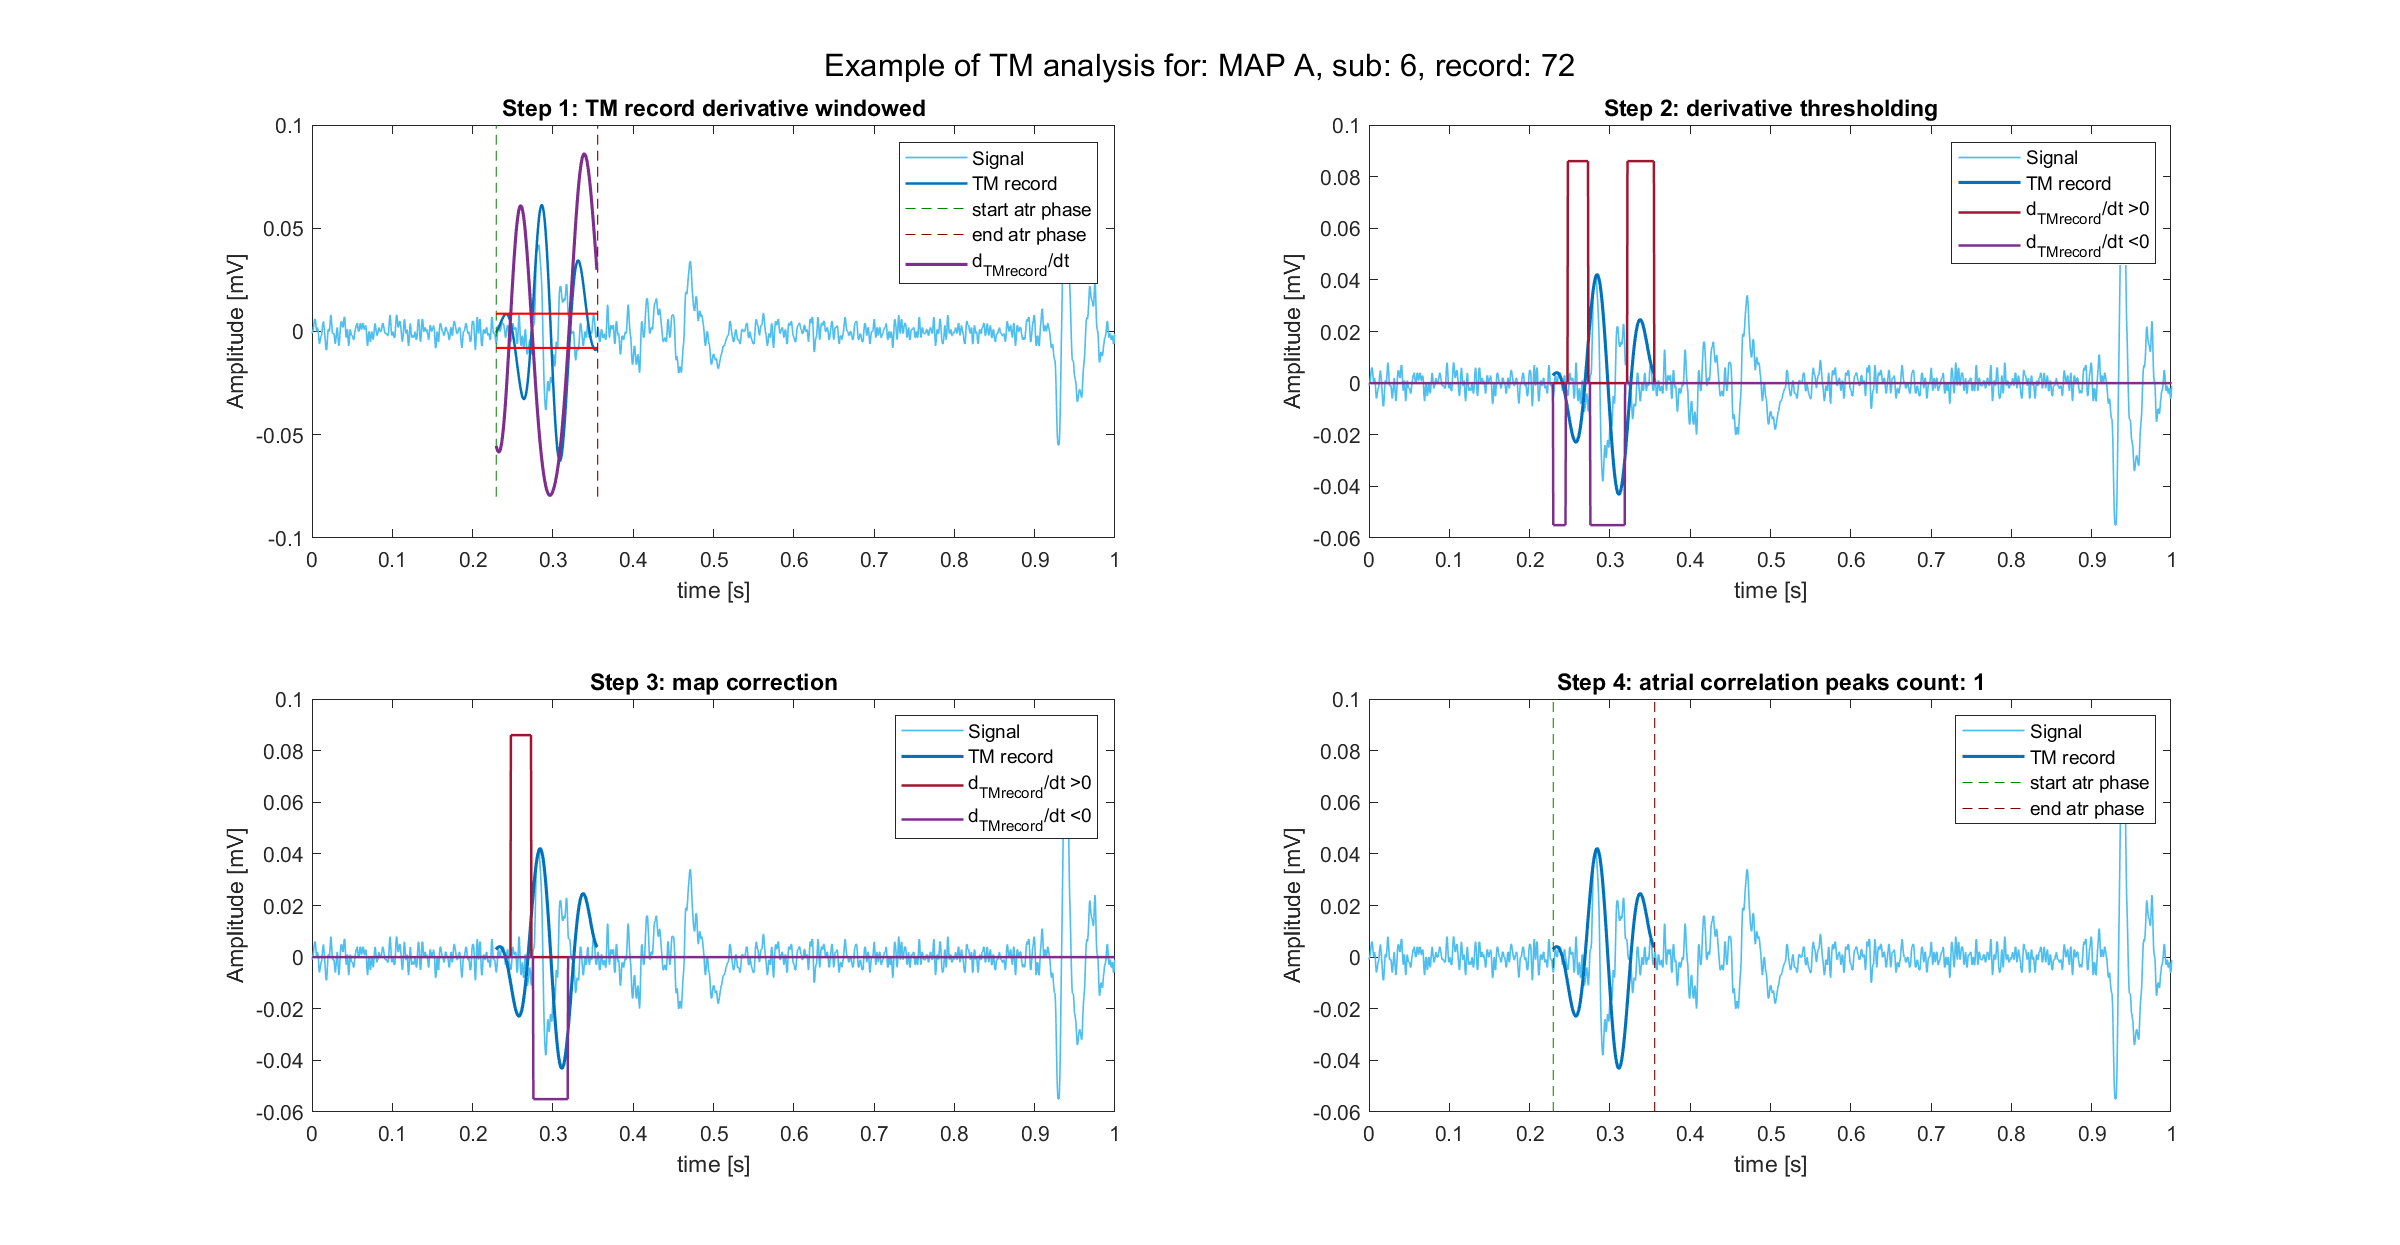 Example of TM analysis for: MAP A, sub: 6, record: 72
Step 1: TM record derivative windowed
0.1
0.05
0
-0.05
-0.1
Amplitude [mV]
0 0.1 0.2 0.3 0.4 0.5 0.6 0.7 0.8 0.9 1
time [s]
Signal
TM record
start atr phase
end atr phase
dTMrecord/dt
Step 2: derivative thresholding
0.1
0.08
0.06
0.04
0.02
0
-0.02
-0.04
-0.06
Amplitude [mV]
0 0.1 0.2 0.3 0.4 0.5 0.6 0.7 0.8 0.9 1
time [s]
Signal
TM record
dTMrecord/dt >0
dTMrecord/dt <0
Step 3: map correction
0.1
0.08
0.06
0.04
0.02
0
-0.02
-0.04
-0.06
Amplitude [mV]
0 0.1 0.2 0.3 0.4 0.5 0.6 0.7 0.8 0.9 1
time [s]
Signal
TM record
dTMrecord/dt >0
dTMrecord/dt <0
Step 4: atrial correlation peaks count: 1
0.1
0.08
0.06
0.04
0.02
0
-0.02
-0.04
-0.06
Amplitude [mV]
0 0.1 0.2 0.3 0.4 0.5 0.6 0.7 0.8 0.9 1
time [s]
Signal
TM record
start atr phase
end atr phase